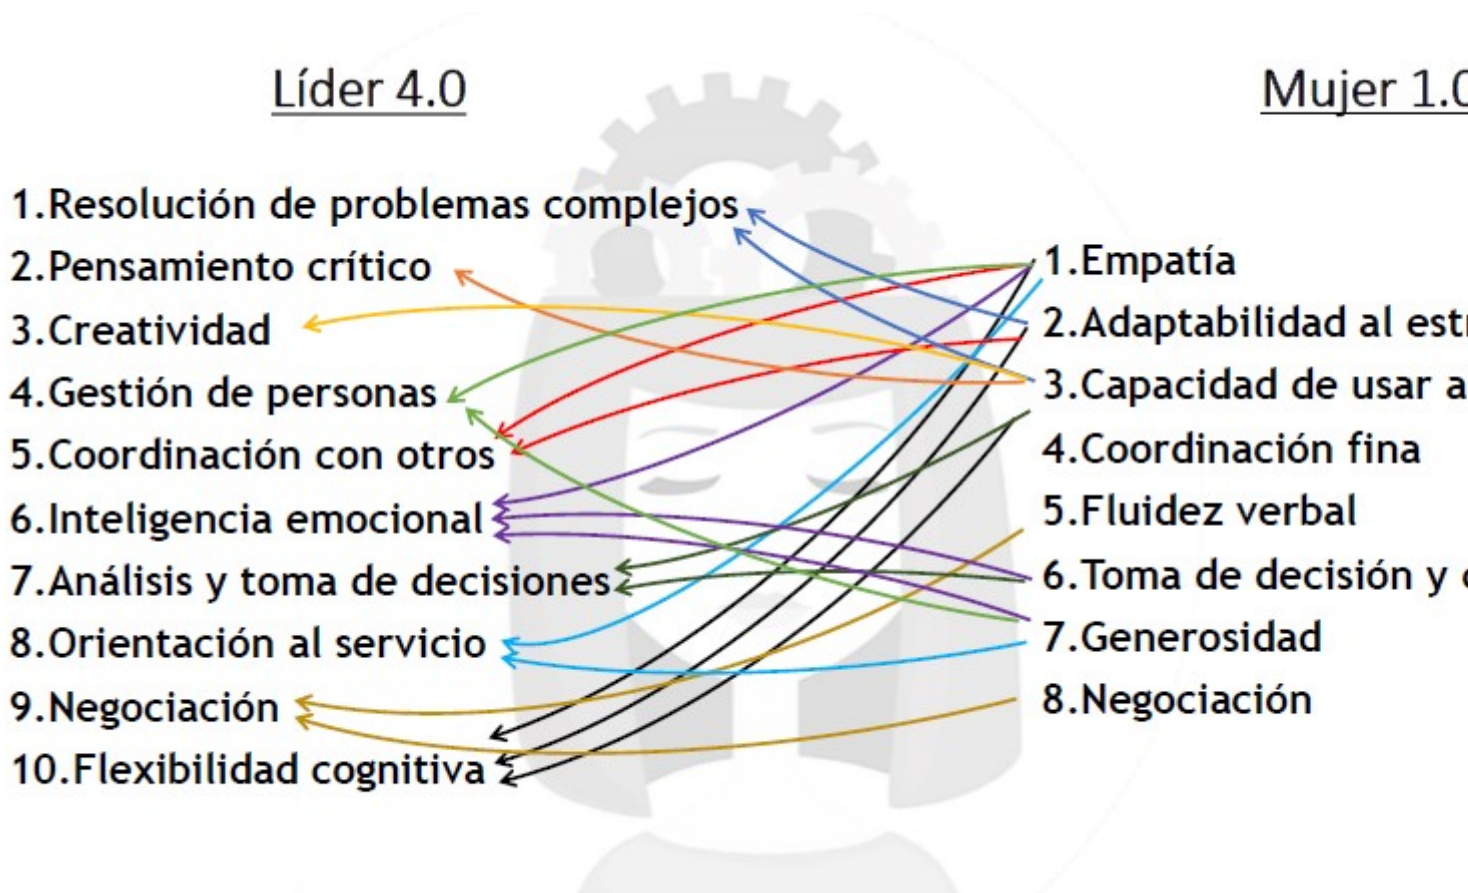 Líder 4.0
1.Resolución de problemas complejos
2.Pensamiento crítico
3.Creatividad
4.Gestión de personas
5.Coordinación con otros
6.Inteligencia emocional
7.Análisis y toma de decisiones
8.Orientación al servicio
9.Negociación
10.Flexibilidad cognitiva
Mujer 1.0
1.Empatía
2.Adaptabilidad al
3.Capacidad de usar
4.Coordinación fina
5.Fluidez verbal
6.Toma de decisión y
7.Generosidad
8.Negociación